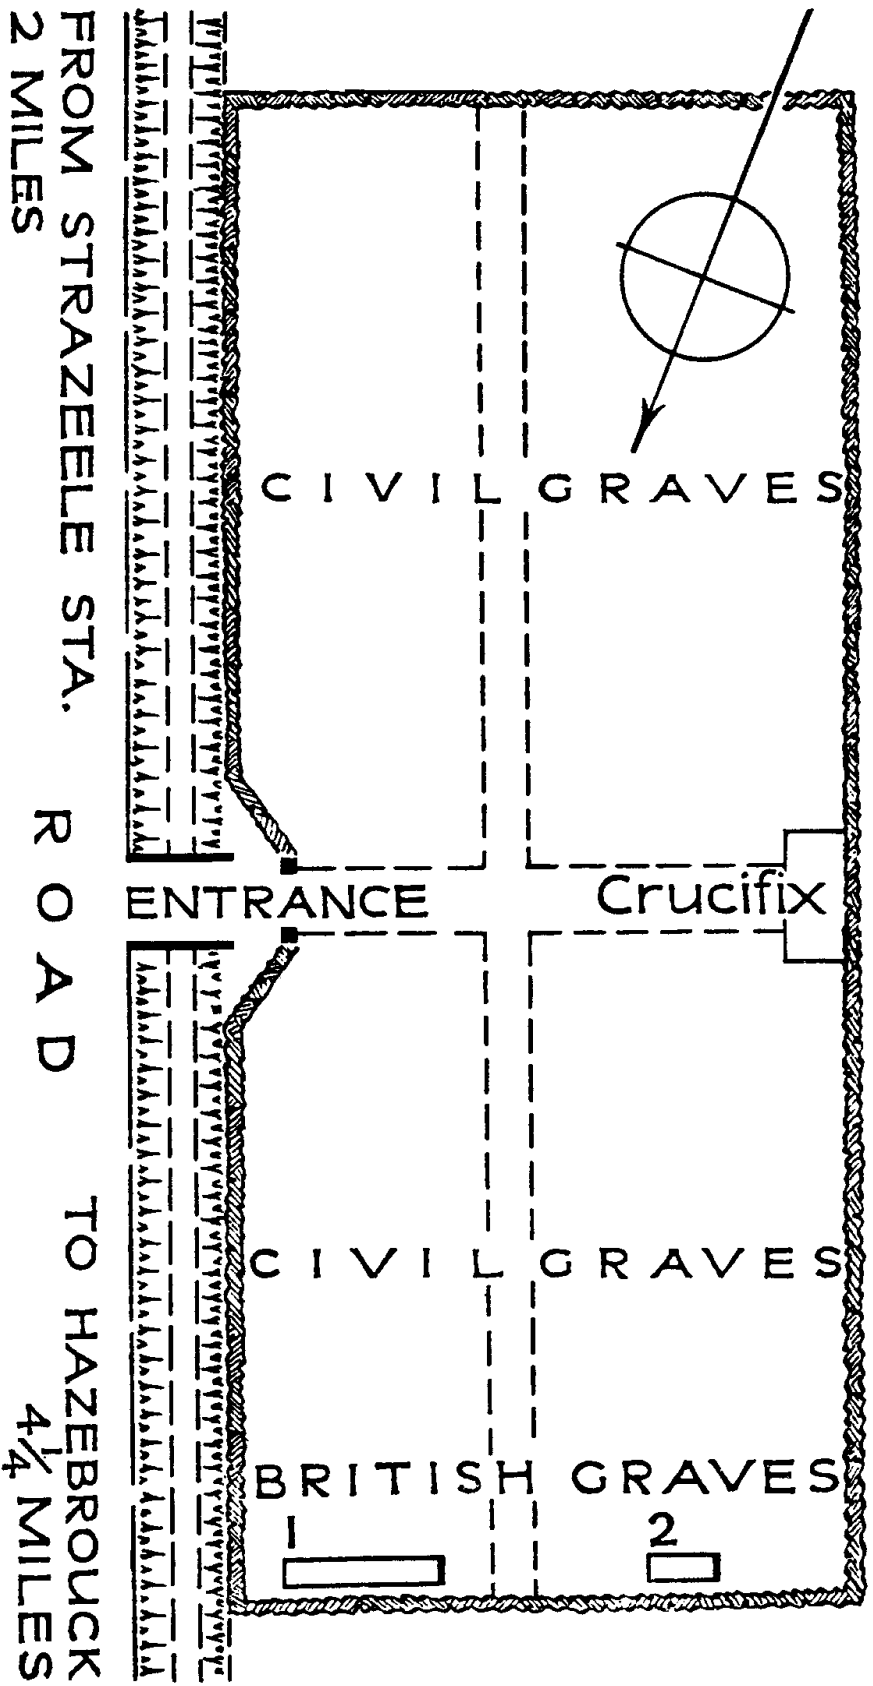 FROM STRAZEELE STA.
2 MILES
ROAD
TO HAZEBROUCK
4¼ MILES
CIVIL GRAVES
ENTRANCE
Crucifix
CIVIL GRAVES
BRITISH GRAVES
1
2